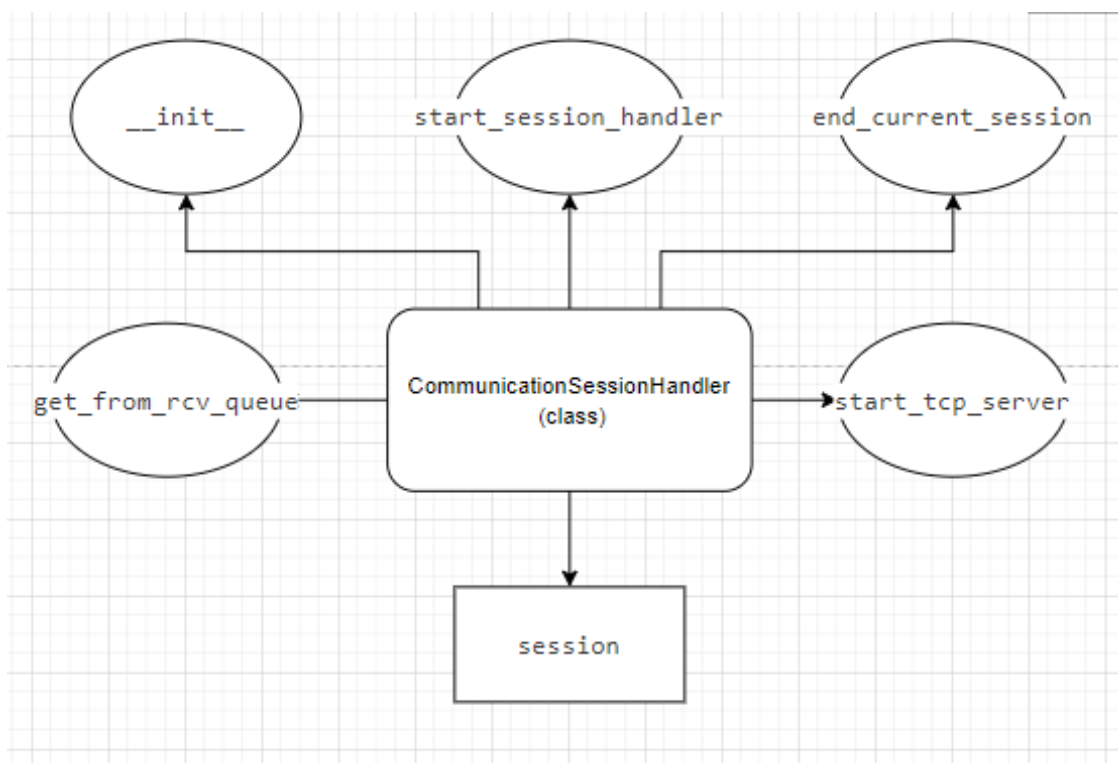 __init__
start_session_handler
end_current_session
get_from_rcv_queue
CommunicationSessionHandler
(class)
start_tcp_server
session